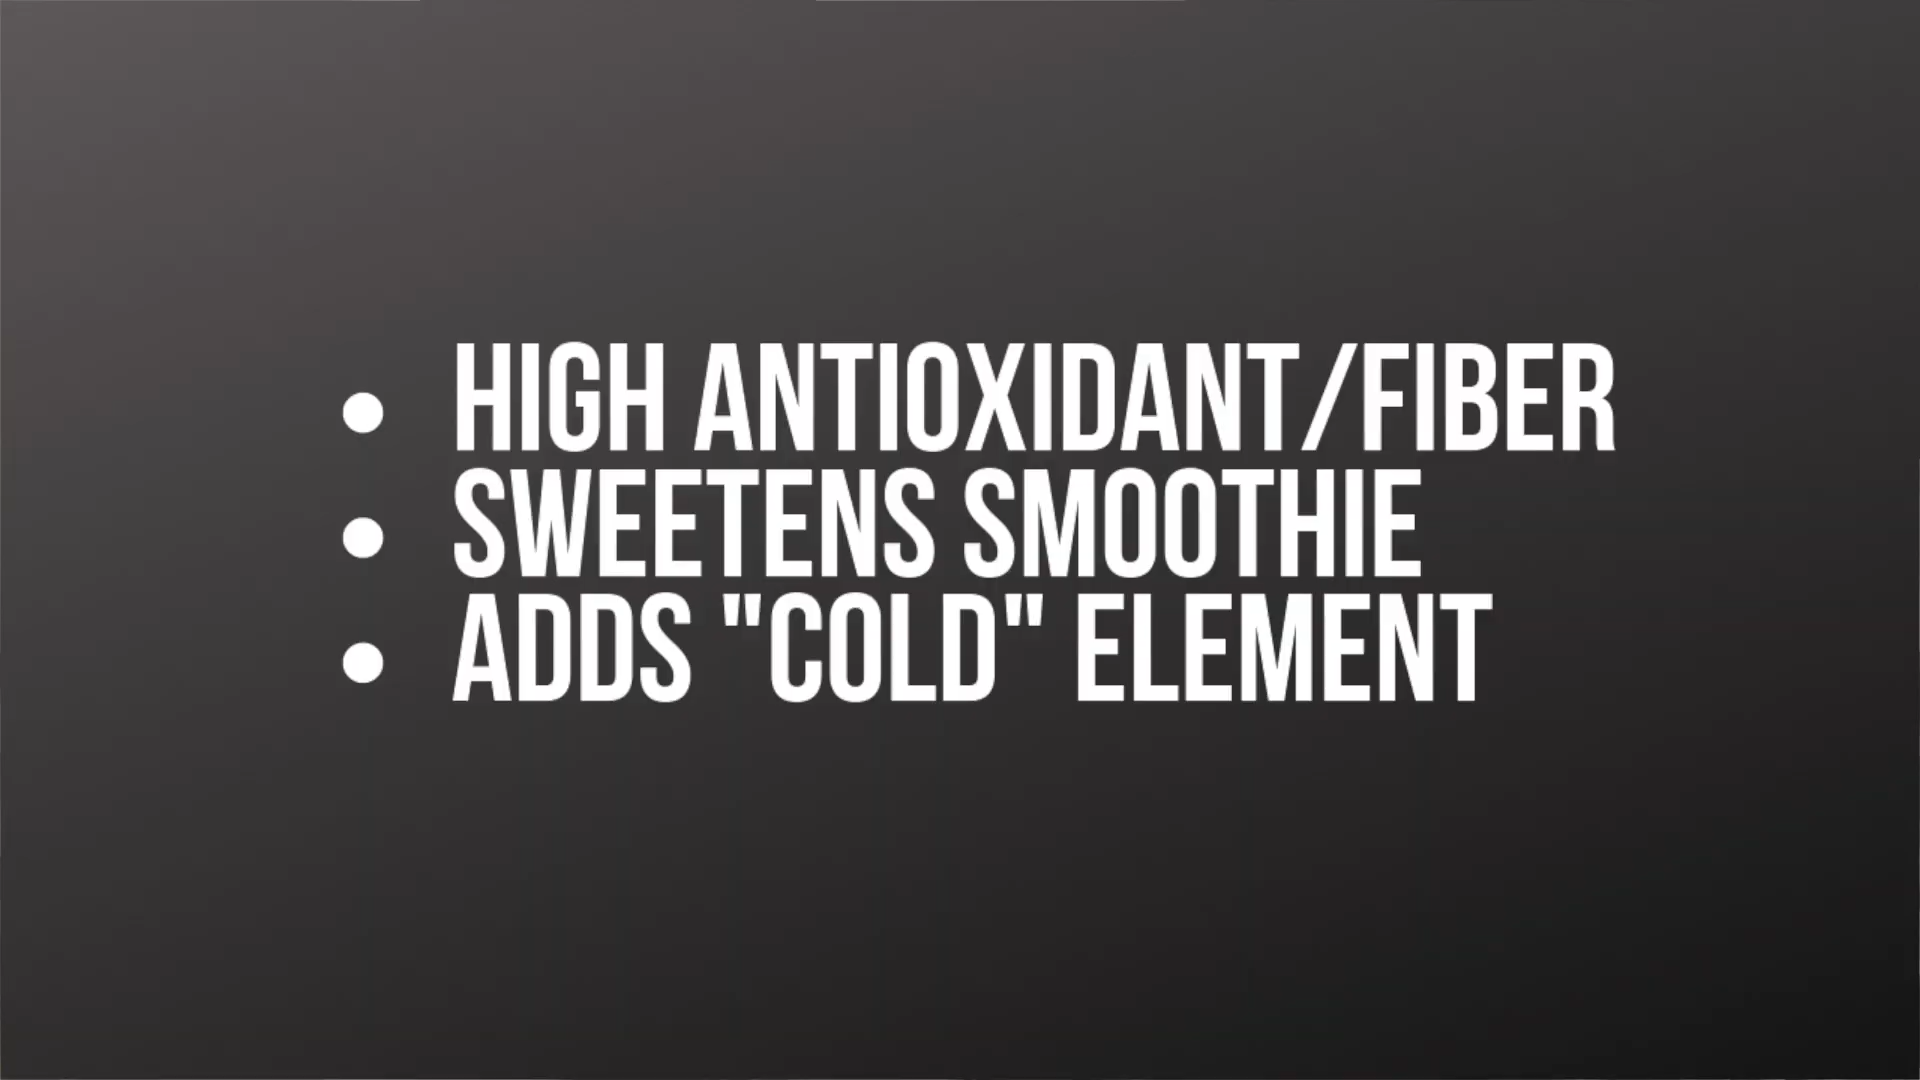 • HIGH ANTIOXIDANT/FIBER
• SWEETENS SMOOTHIE
• ADDS "COLD" ELEMENT